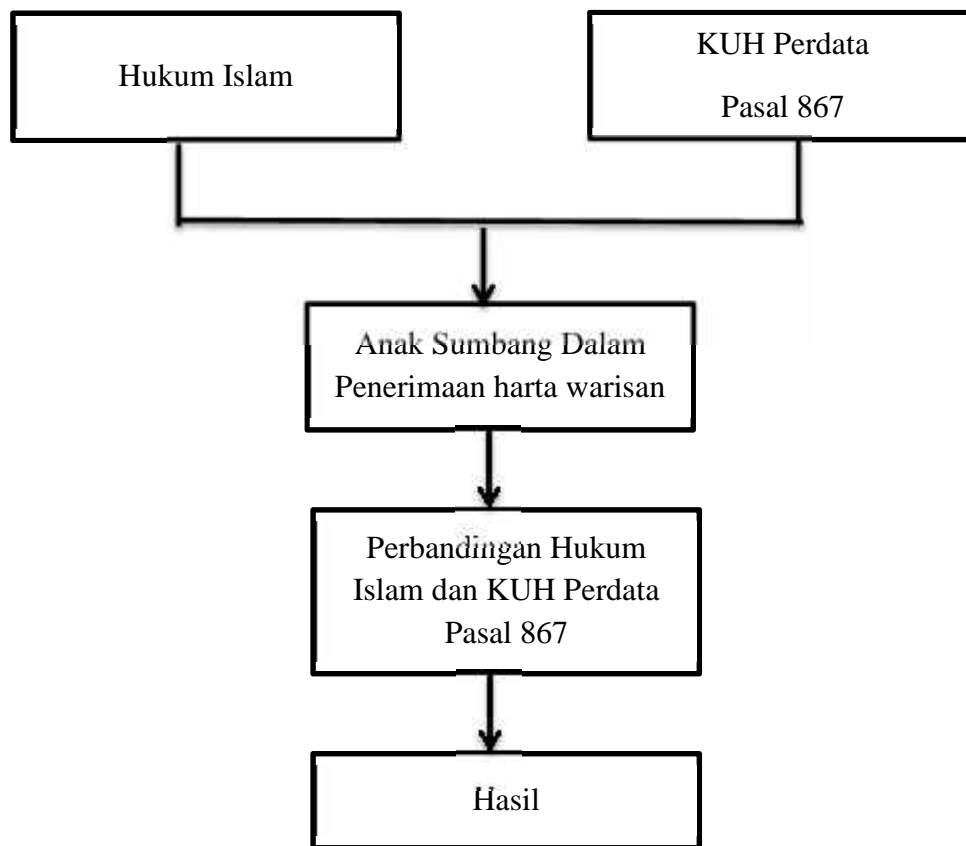 Hukum Islam
KUH Perdata
Pasal 867
Anak Sumbang Dalam
Penerimaan harta warisan
Perbandingan Hukum
Islam dan KUH Perdata
Pasal 867
Hasil